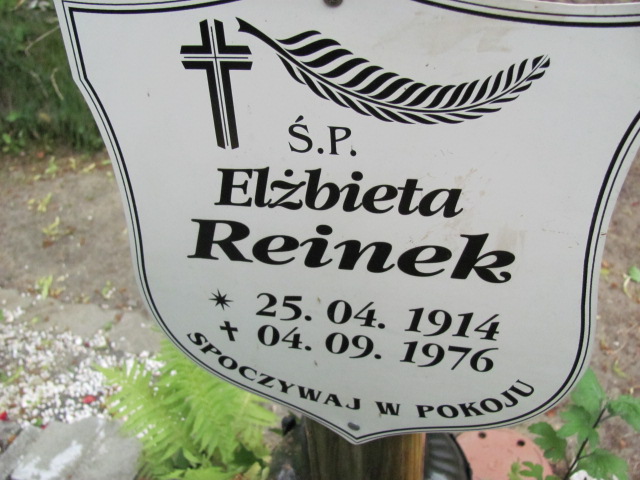 Ś.P.
Elżbieta
Reinek
* 25. 04. 1914
✝ 04. 09. 1976
SPOCZYWAJ W POKOJU